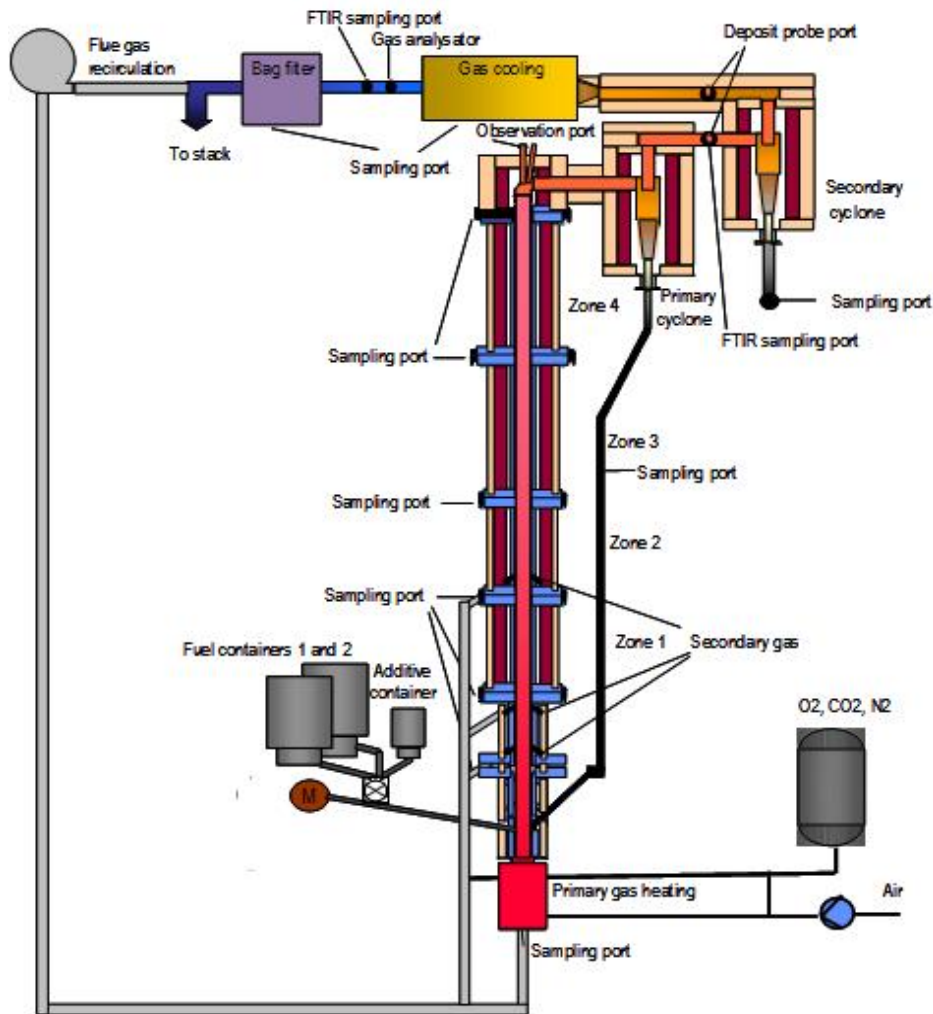 FTIR sampling port
Flue gas
recirculation
Gas analysator
Deposit probe port
Bag filter
Gas cooling
To stack
Sampling port
Observation port
Secondary
cyclone
Zone 4
Primary
cyclone
Sampling port
Sampling port
FTIR sampling port
Zone 3
Sampling port
Sampling port
Zone 2
Sampling port
Zone 1
Secondary gas
Fuel containers 1 and 2
Additive
container
O2, CO2, N2
M
Primary gas heating
Air
Sampling port